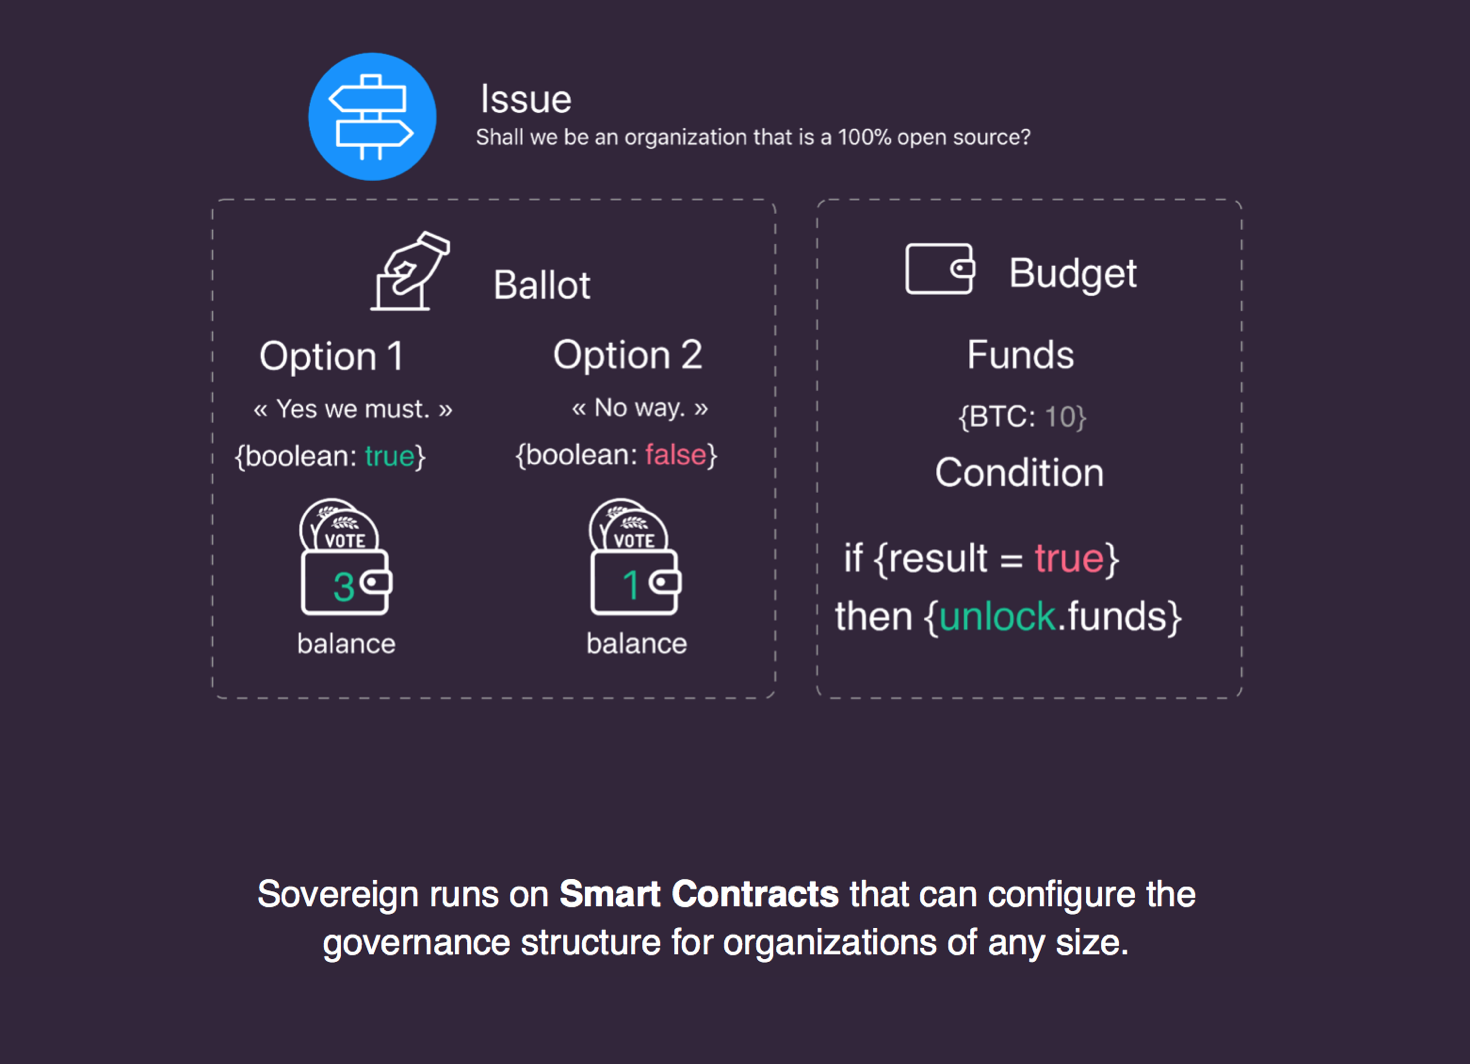 Issue
Shall we be an organization that is a 100% open source?
Ballot
Option 1
« Yes we must. »
{boolean: true}
VOTE
3
balance
Option 2
« No way. »
{boolean: false}
VOTE
1
balance
Budget
Funds
{BTC: 10}
Condition
if {result = true}
then {unlock.funds}
Sovereign runs on Smart Contracts that can configure the
governance structure for organizations of any size.